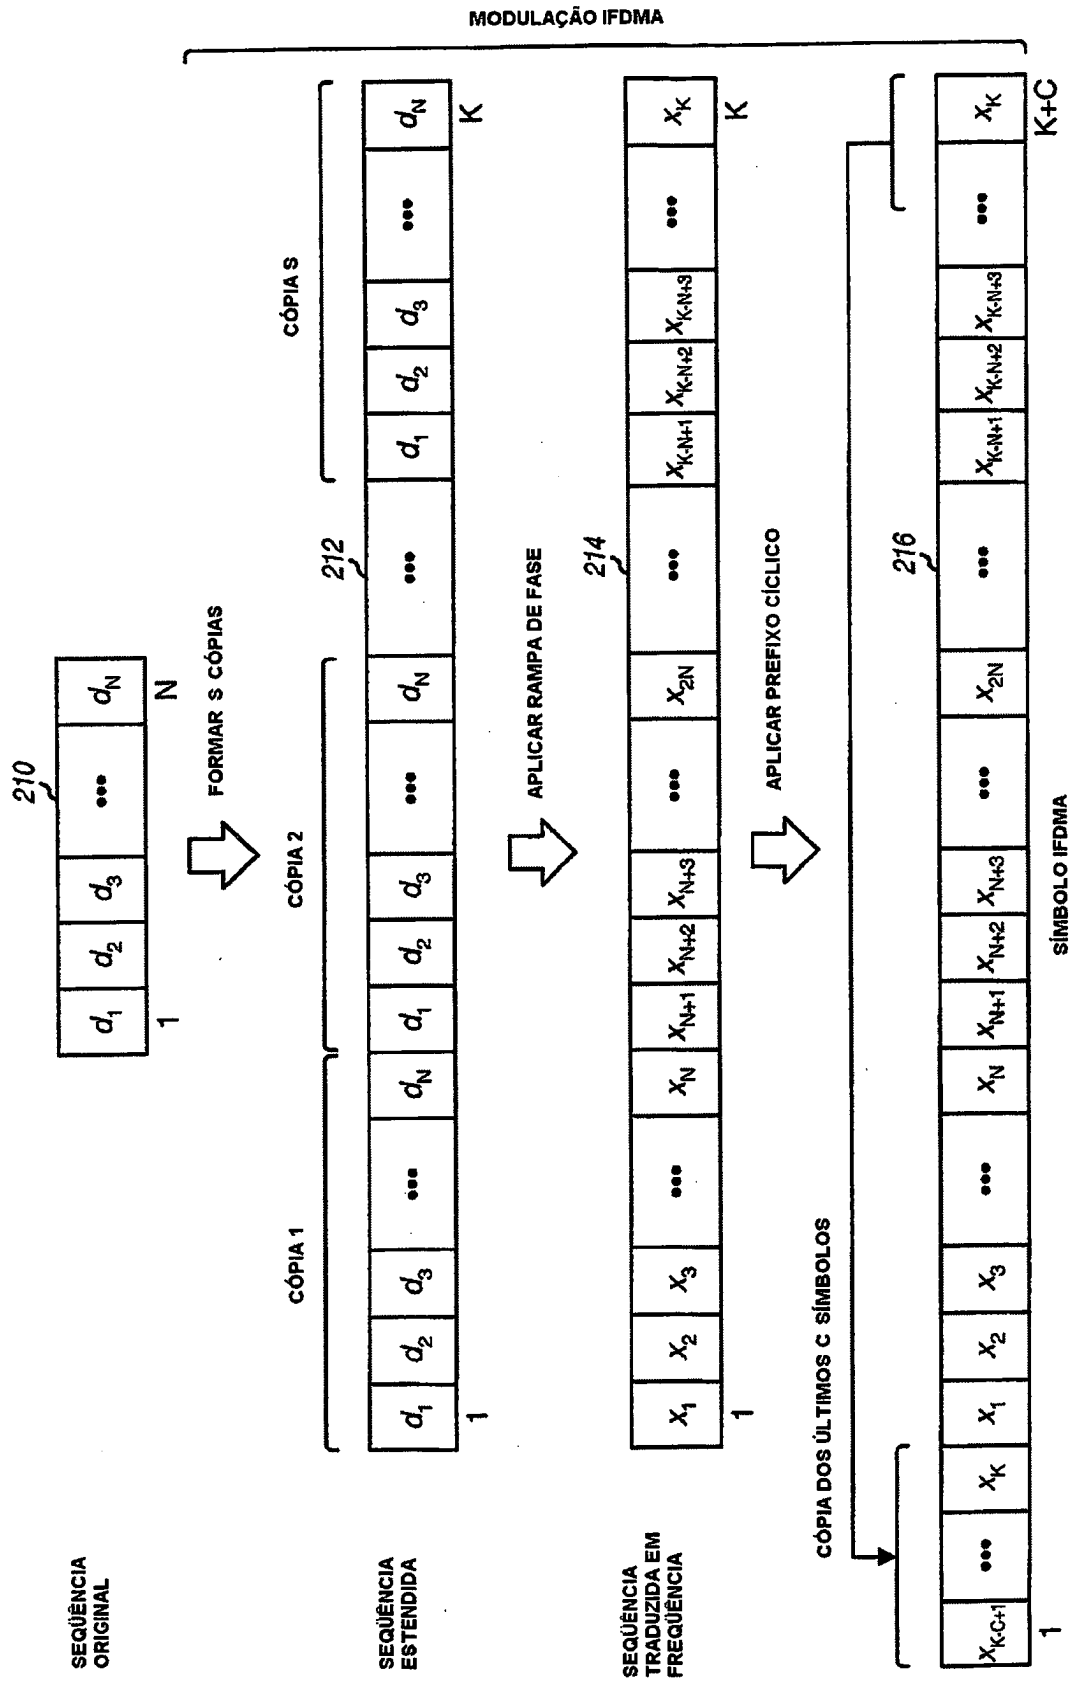 MODULAÇÃO IFDMA
SEQÜÊNCIA
ORIGINAL
210
d1 d2 d3 ••• dN
1 N
FORMAR S CÓPIAS
CÓPIA 1 CÓPIA 2 CÓPIA S
SEQÜÊNCIA
ESTENDIDA
212
d1 d2 d3 ••• dN d1 d2 d3 ••• dN ••• d1 d2 d3 ••• dN
1 K
APLICAR RAMPA DE FASE
SEQÜÊNCIA
TRADUZIDA EM
FREQÜÊNCIA
214
X1 X2 X3 ••• XN XN+1 XN+2 XN+3 ••• X2N ••• XK-N+1 XK-N+2 XK-N+3 ••• XK
1 K
APLICAR PREFIXO CÍCLICO
CÓPIA DOS ÚLTIMOS C SÍMBOLOS
216
XK-C+1 ••• XK X1 X2 X3 ••• XN XN+1 XN+2 XN+3 ••• X2N ••• XK-N+1 XK-N+2 XK-N+3 ••• XK
1 K+C
SÍMBOLO IFDMA